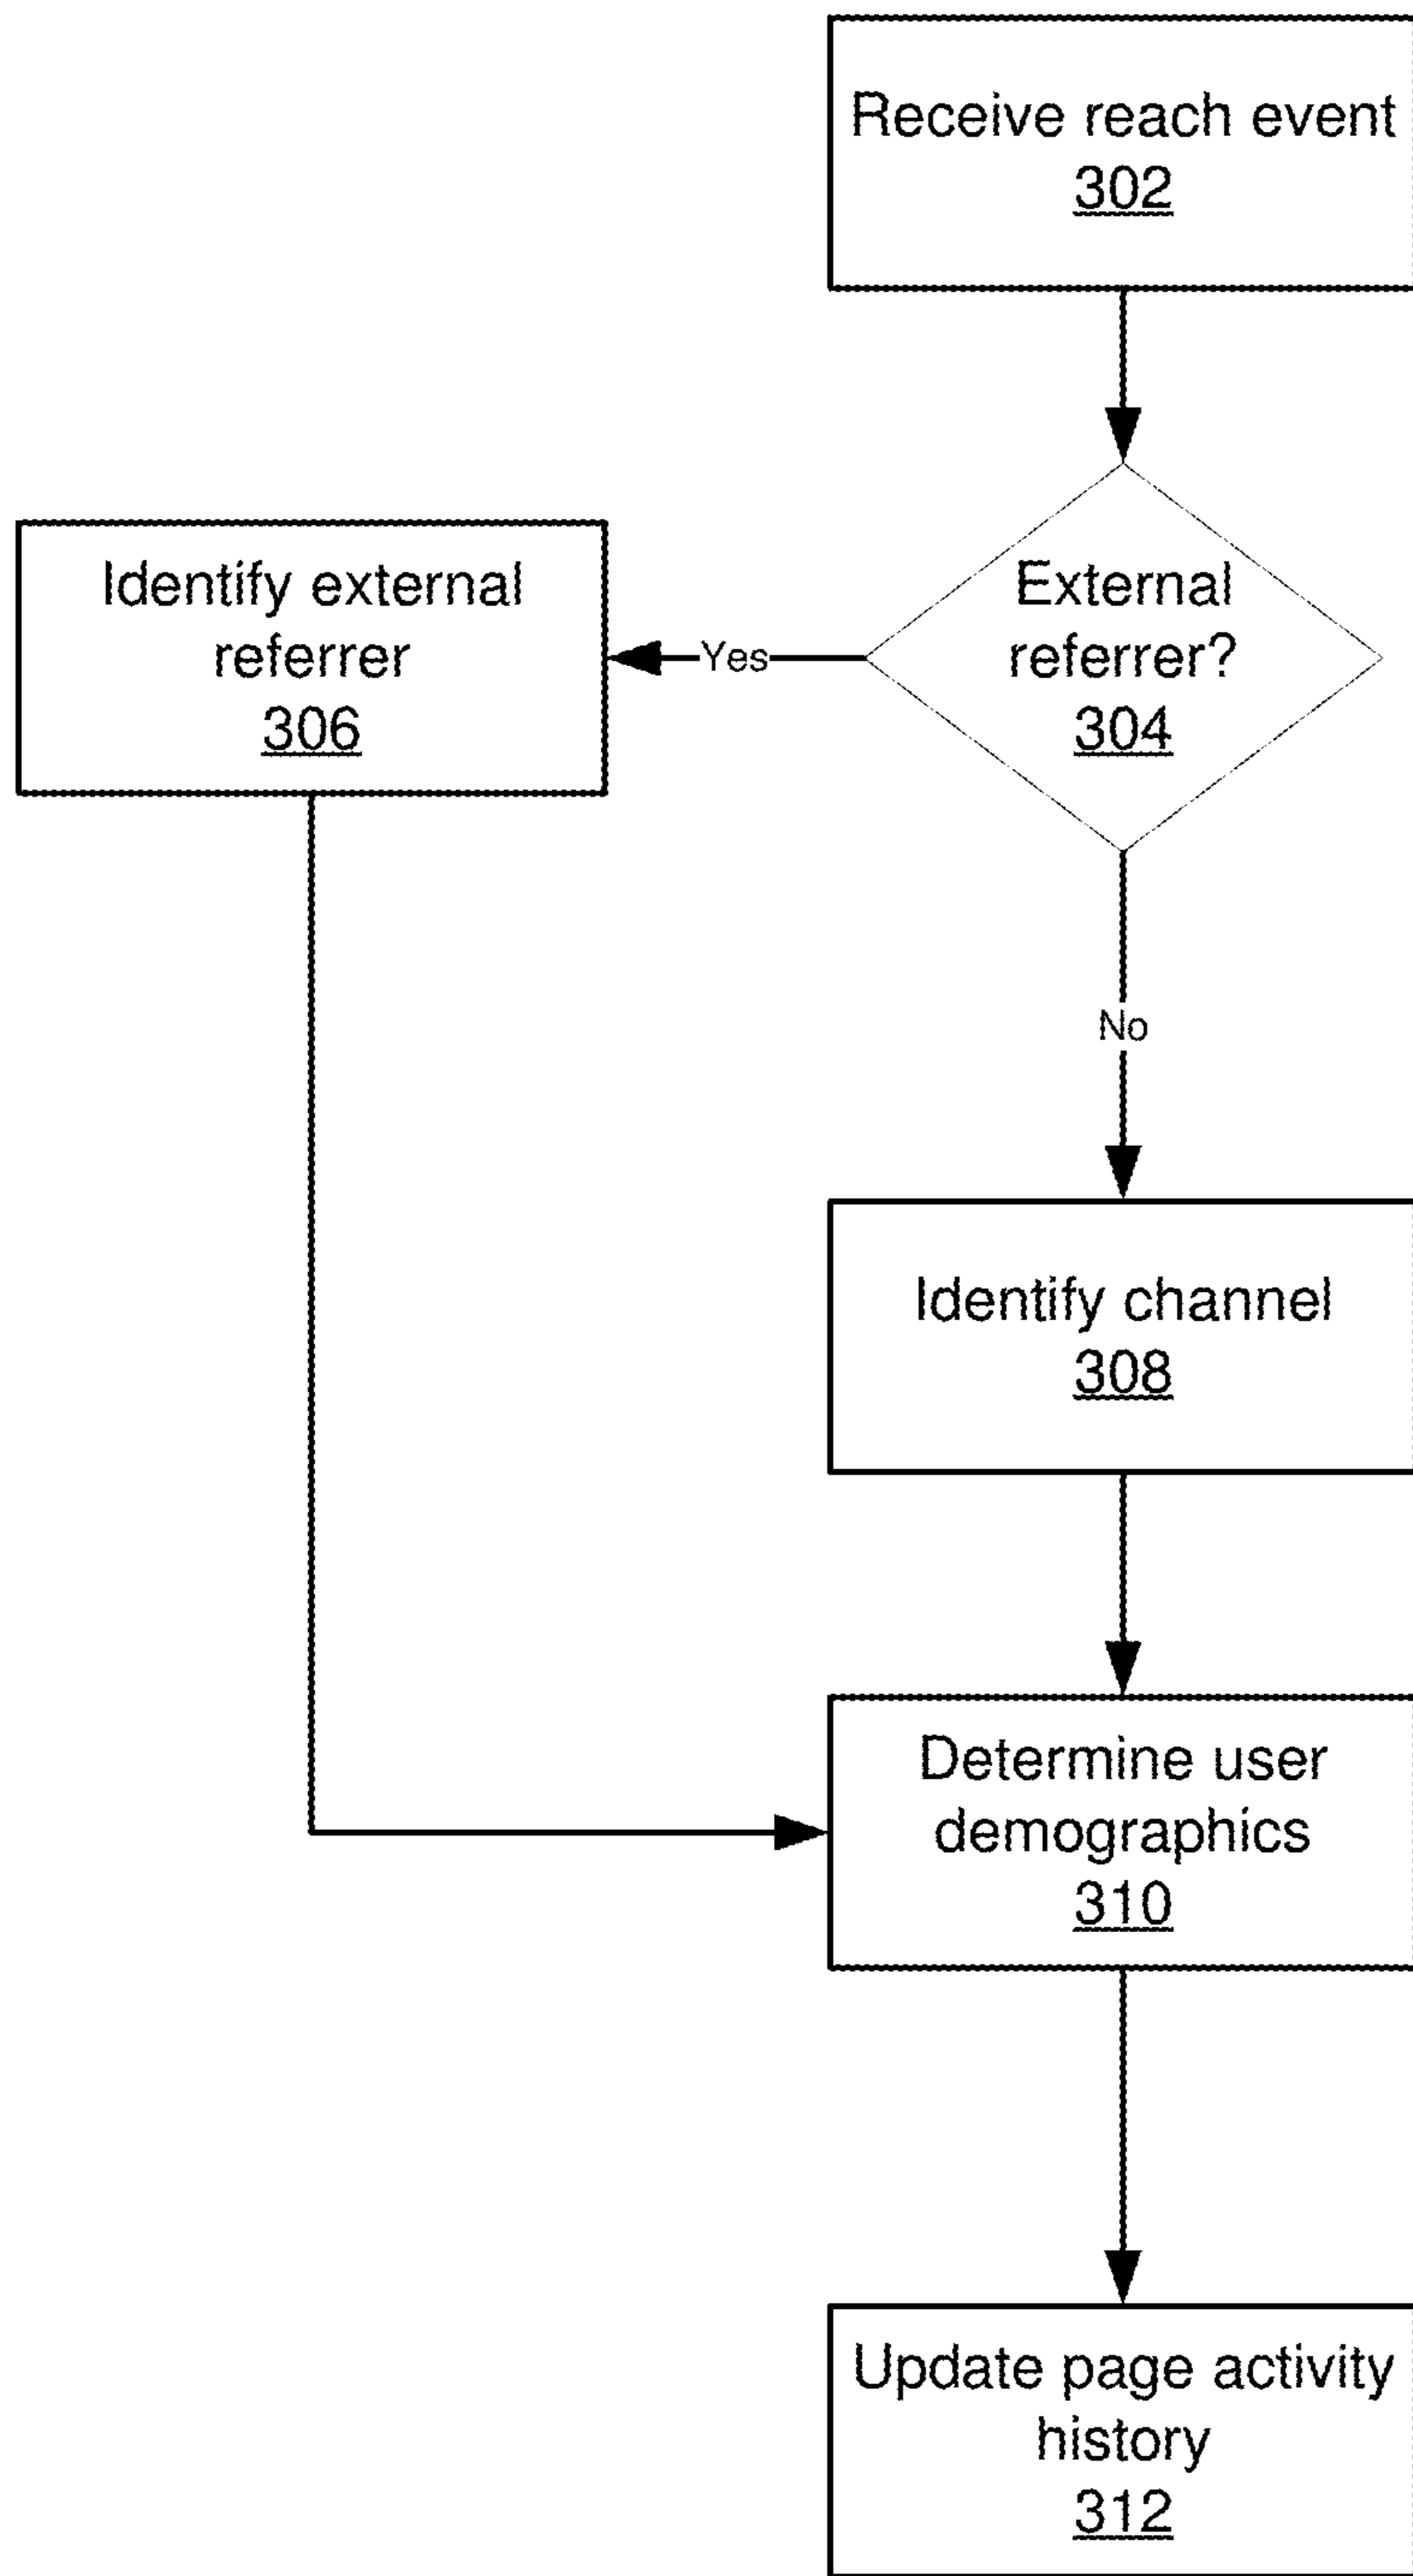 Receive reach event
302
External
referrer?
304
Yes
Identify external
referrer
306
No
Identify channel
308
Determine user
demographics
310
Update page activity
history
312